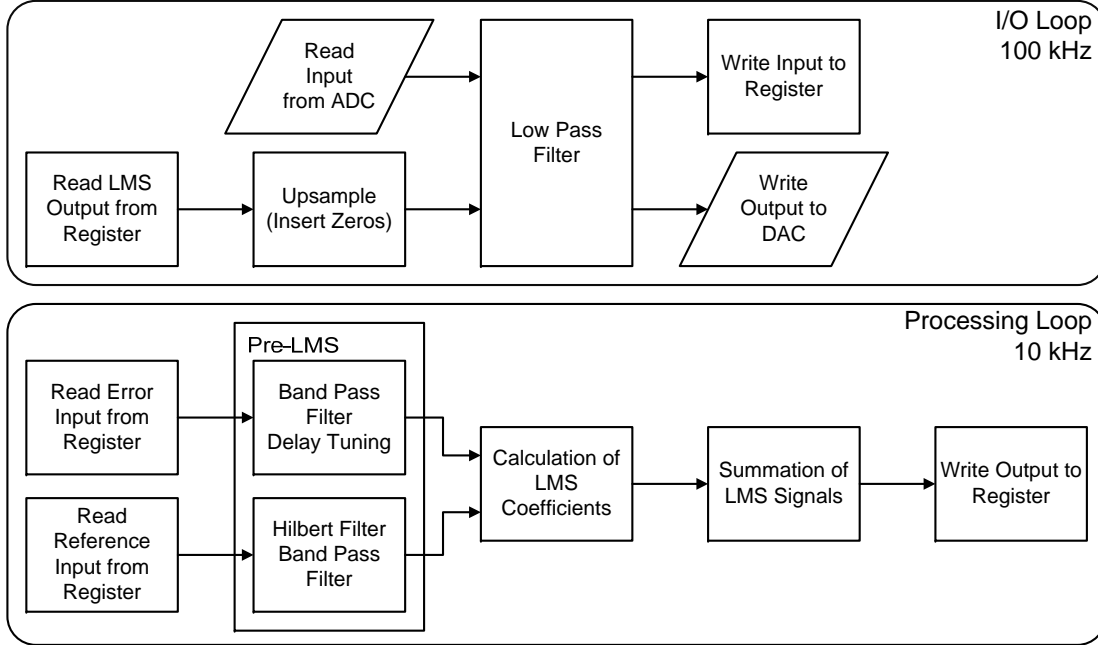 I/O Loop
100 kHz
Read
Input
from ADC
Low Pass
Filter
Write Input to
Register
Read LMS
Output from
Register
Upsample
(Insert Zeros)
Write
Output to
DAC
Processing Loop
10 kHz
Pre-LMS
Read Error
Input from
Register
Band Pass
Filter
Delay Tuning
Read
Reference
Input from
Register
Hilbert Filter
Band Pass
Filter
Calculation of
LMS
Coefficients
Summation of
LMS Signals
Write Output to
Register